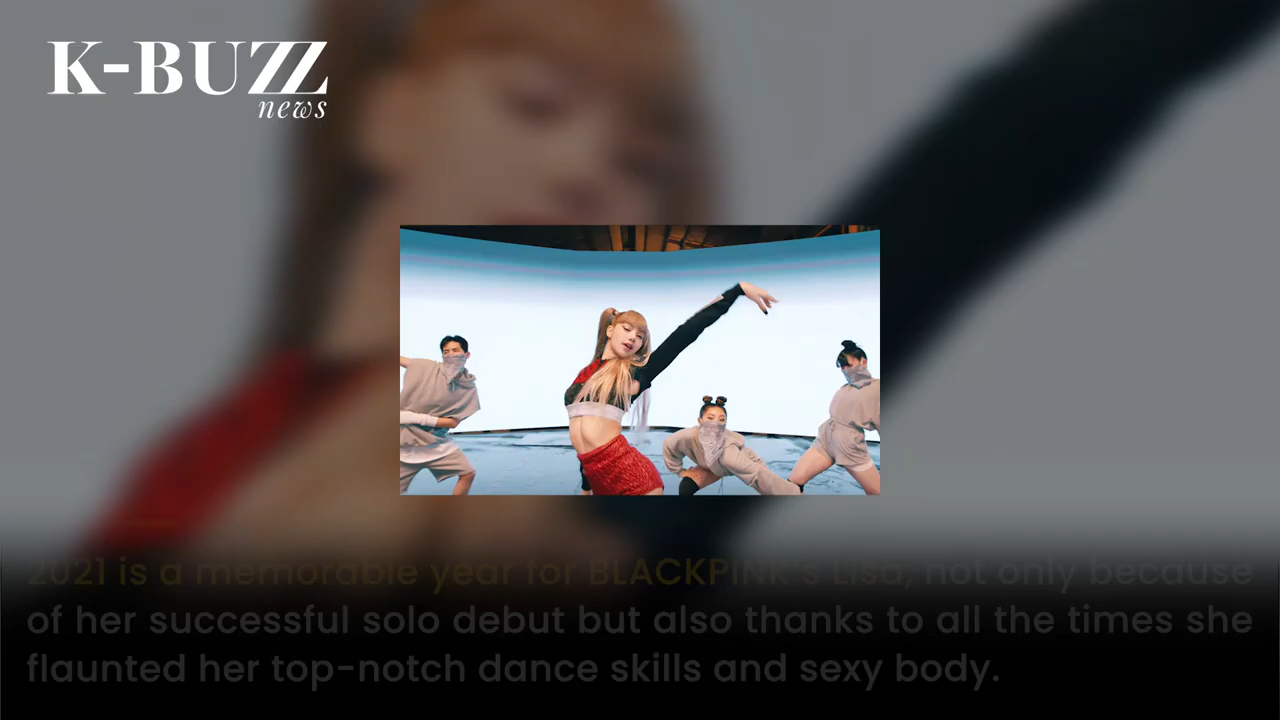 K-BUZZ
news
2021 is a memorable year for BLACKPINK's Lisa, not only because
of her successful solo debut but also thanks to all the times she
flaunted her top-notch dance skills and sexy body.